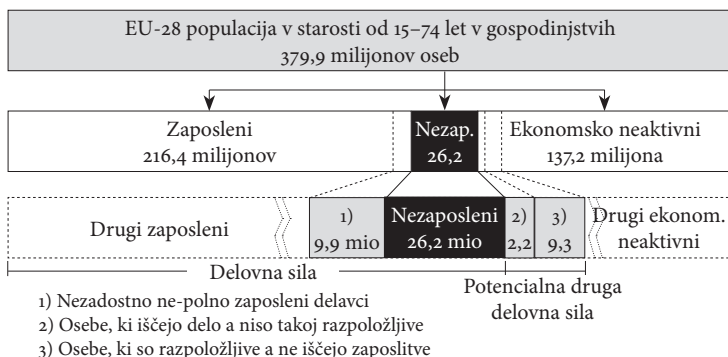 EU-28 populacija v starosti od 15–74 let v gospodinjstvih
379,9 milijonov oseb
Zaposleni
216,4 milijonov
Nezap.
26,2
Ekonomsko neaktivni
137,2 milijona
Drugi zaposleni
1)
9,9 mio
Nezaposleni
26,2 mio
2)
2,2
3)
9,3
Drugi ekonom.
neaktivni
Delovna sila
Potencialna druga
delovna sila
1) Nezadostno ne-polno zaposleni delavci
2) Osebe, ki iščejo delo a niso takoj razpoložljive
3) Osebe, ki so razpoložljive a ne iščejo zaposlitve